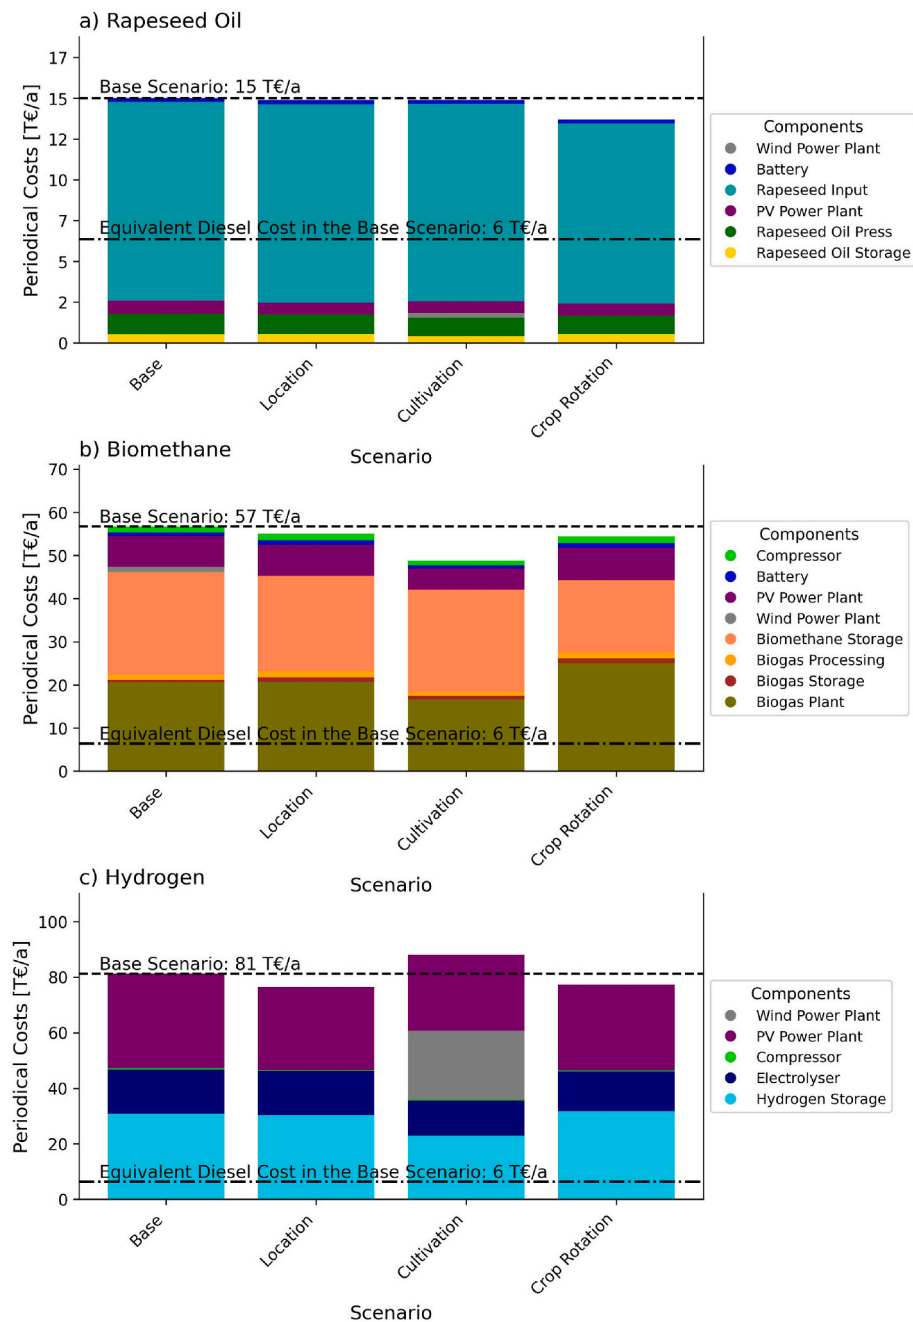 a) Rapeseed Oil
Periodical Costs [T€/a]
17
15
12
10
7
5
2
0
Base Scenario: 15 T€/a
Equivalent Diesel Cost in the Base Scenario: 6 T€/a
Base
Location
Cultivation
Crop Rotation
Scenario
Components
Wind Power Plant
Battery
Rapeseed Input
PV Power Plant
Rapeseed Oil Press
Rapeseed Oil Storage
b) Biomethane
Periodical Costs [T€/a]
70
60
50
40
30
20
10
0
Base Scenario: 57 T€/a
Equivalent Diesel Cost in the Base Scenario: 6 T€/a
Base
Location
Cultivation
Crop Rotation
Scenario
Components
Compressor
Battery
PV Power Plant
Wind Power Plant
Biomethane Storage
Biogas Processing
Biogas Storage
Biogas Plant
c) Hydrogen
Periodical Costs [T€/a]
100
80
60
40
20
0
Base Scenario: 81 T€/a
Equivalent Diesel Cost in the Base Scenario: 6 T€/a
Base
Location
Cultivation
Crop Rotation
Scenario
Components
Wind Power Plant
PV Power Plant
Compressor
Electrolyser
Hydrogen Storage